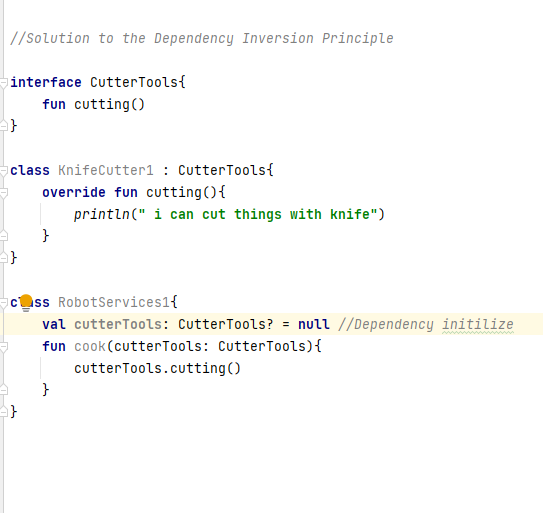 //Solution to the Dependency Inversion Principle
interface CutterTools{
fun cutting()
}
class KnifeCutter1 : CutterTools{
override fun cutting(){
println(" i can cut things with knife")
}
}
class RobotServices1{
val cutterTools: CutterTools? = null //Dependency initilize
fun cook(cutterTools: CutterTools){
cutterTools.cutting()
}
}